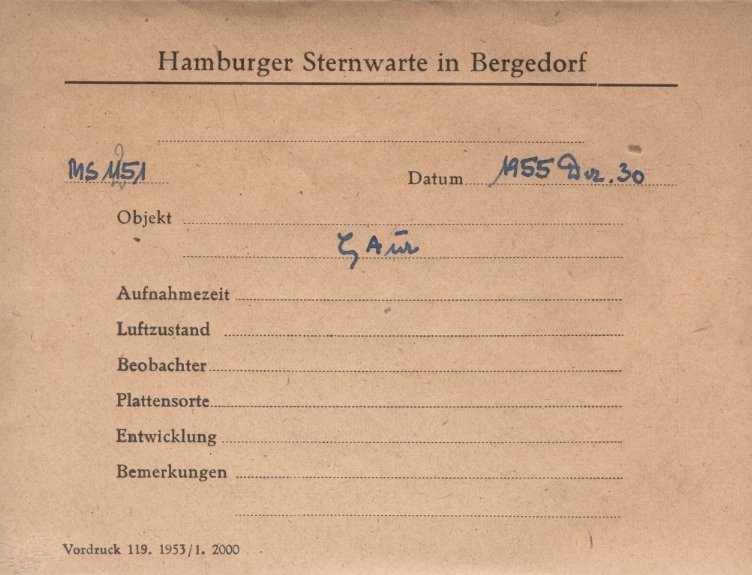 Hamburger Sternwarte in Bergedorf
MS 1151 Datum 1955 Dez. 30
Objekt
ζ Aur
Aufnahmezeit
Luftzustand
Beobachter
Plattensorte
Entwicklung
Bemerkungen
Vordruck 119. 1953/1. 2000